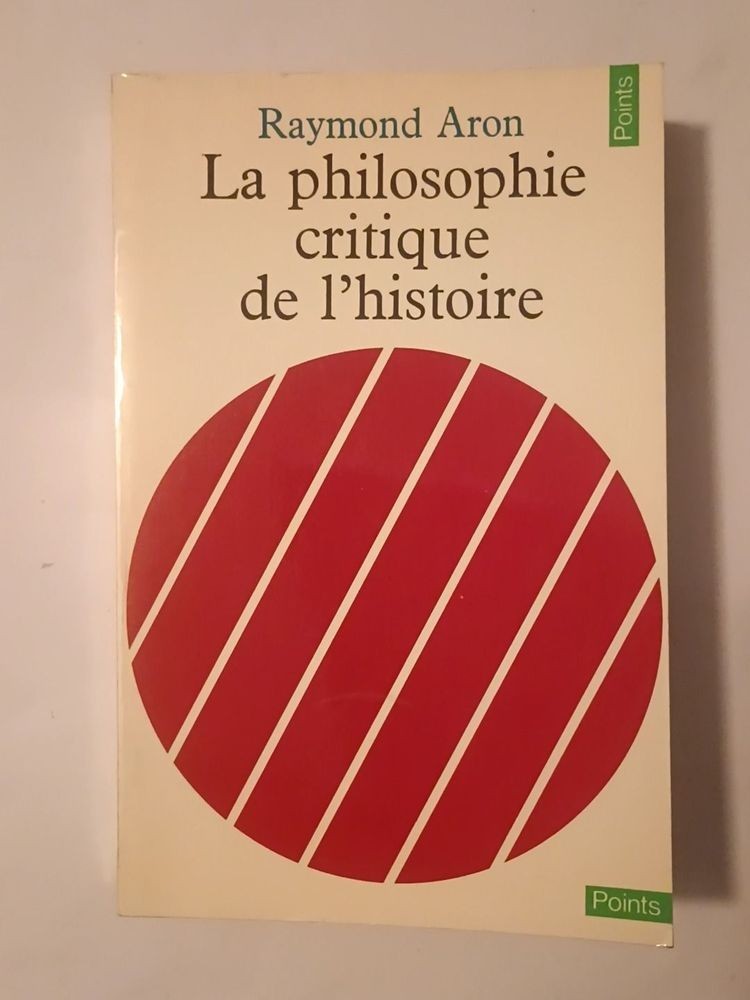 Points
Raymond Aron
La philosophie
critique
de l'histoire
Points